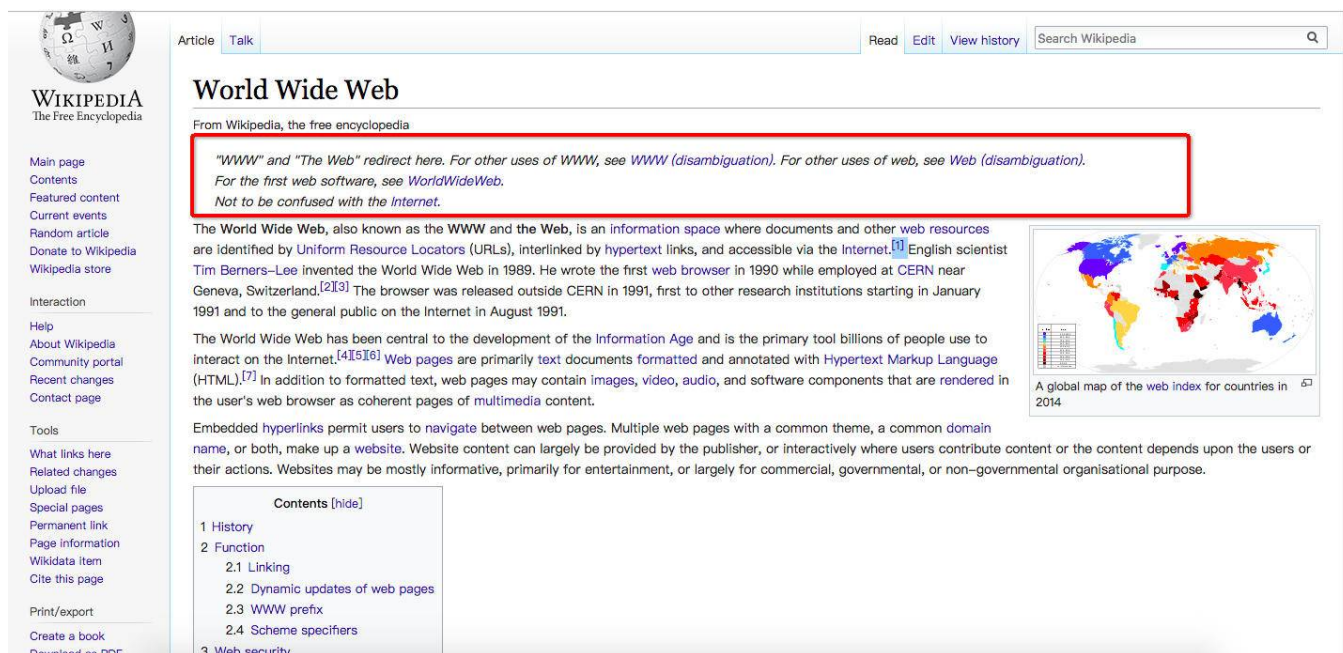 WIKIPEDIA
The Free Encyclopedia
Main page
Contents
Featured content
Current events
Random article
Donate to Wikipedia
Wikipedia store
Interaction
Help
About Wikipedia
Community portal
Recent changes
Contact page
Tools
What links here
Related changes
Upload file
Special pages
Permanent link
Page information
Wikidata item
Cite this page
Print/export
Create a book
Download as PDF
Article Talk
Read Edit View history Search Wikipedia
World Wide Web
From Wikipedia, the free encyclopedia
"WWW" and "The Web" redirect here. For other uses of WWW, see WWW (disambiguation). For other uses of web, see Web (disambiguation).
For the first web software, see WorldWideWeb.
Not to be confused with the Internet.
The World Wide Web, also known as the WWW and the Web, is an information space where documents and other web resources
are identified by Uniform Resource Locators (URLs), interlinked by hypertext links, and accessible via the Internet.[1] English scientist
Tim Berners-Lee invented the World Wide Web in 1989. He wrote the first web browser in 1990 while employed at CERN near
Geneva, Switzerland.[2][3] The browser was released outside CERN in 1991, first to other research institutions starting in January
1991 and to the general public on the Internet in August 1991.
The World Wide Web has been central to the development of the Information Age and is the primary tool billions of people use to
interact on the Internet.[4][5][6] Web pages are primarily text documents formatted and annotated with Hypertext Markup Language
(HTML).[7] In addition to formatted text, web pages may contain images, video, audio, and software components that are rendered in
the user's web browser as coherent pages of multimedia content.
Embedded hyperlinks permit users to navigate between web pages. Multiple web pages with a common theme, a common domain
name, or both, make up a website. Website content can largely be provided by the publisher, or interactively where users contribute content or the content depends upon the users or
their actions. Websites may be mostly informative, primarily for entertainment, or largely for commercial, governmental, or non-governmental organisational purpose.
A global map of the web index for countries in
2014
Contents [hide]
1 History
2 Function
2.1 Linking
2.2 Dynamic updates of web pages
2.3 WWW prefix
2.4 Scheme specifiers
3 Web security